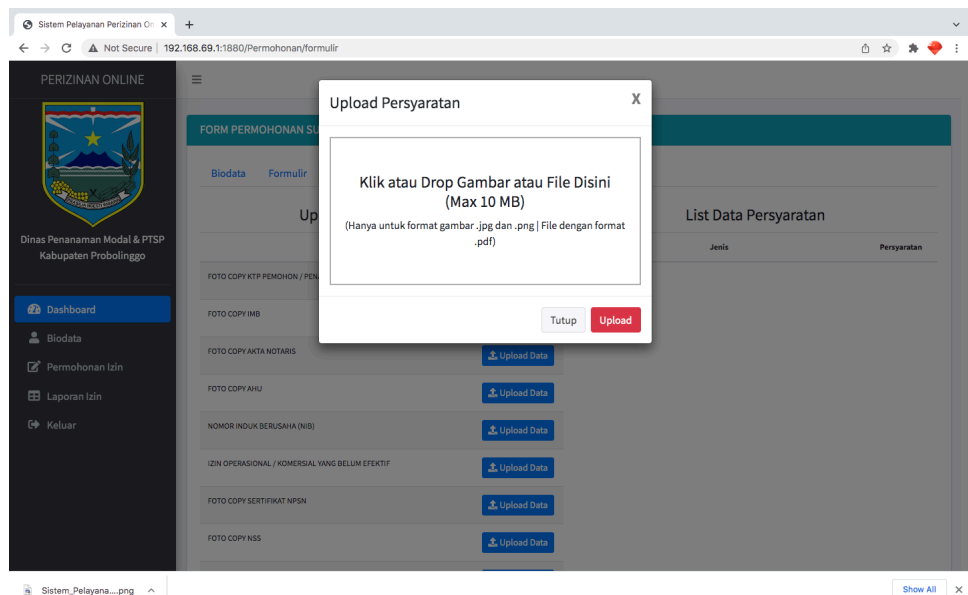 Sistem Pelayanan Perizinan On
Not Secure | 192.168.69.1:1880/Permohonan/formulir
PERIZINAN ONLINE
Dinas Penanaman Modal & PTSP
Kabupaten Probolinggo
Dashboard
Biodata
Permohonan Izin
Laporan Izin
Keluar
FORM PERMOHONAN SU
Biodata Formulir
Up
List Data Persyaratan
Jenis Persyaratan
Upload Persyaratan X
Klik atau Drop Gambar atau File Disini
(Max 10 MB)
(Hanya untuk format gambar .jpg dan .png | File dengan format
.pdf)
Tutup Upload
FOTO COPY KTP PEMOHON / PEN
FOTO COPY IMB
FOTO COPY AKTA NOTARIS Upload Data
FOTO COPY AHU Upload Data
NOMOR INDUK BERUSAHA (NIB) Upload Data
IZIN OPERASIONAL / KOMERSIAL YANG BELUM EFEKTIF Upload Data
FOTO COPY SERTIFIKAT NPSN Upload Data
FOTO COPY NSS Upload Data
Sistem_Pelayana....png
Show All